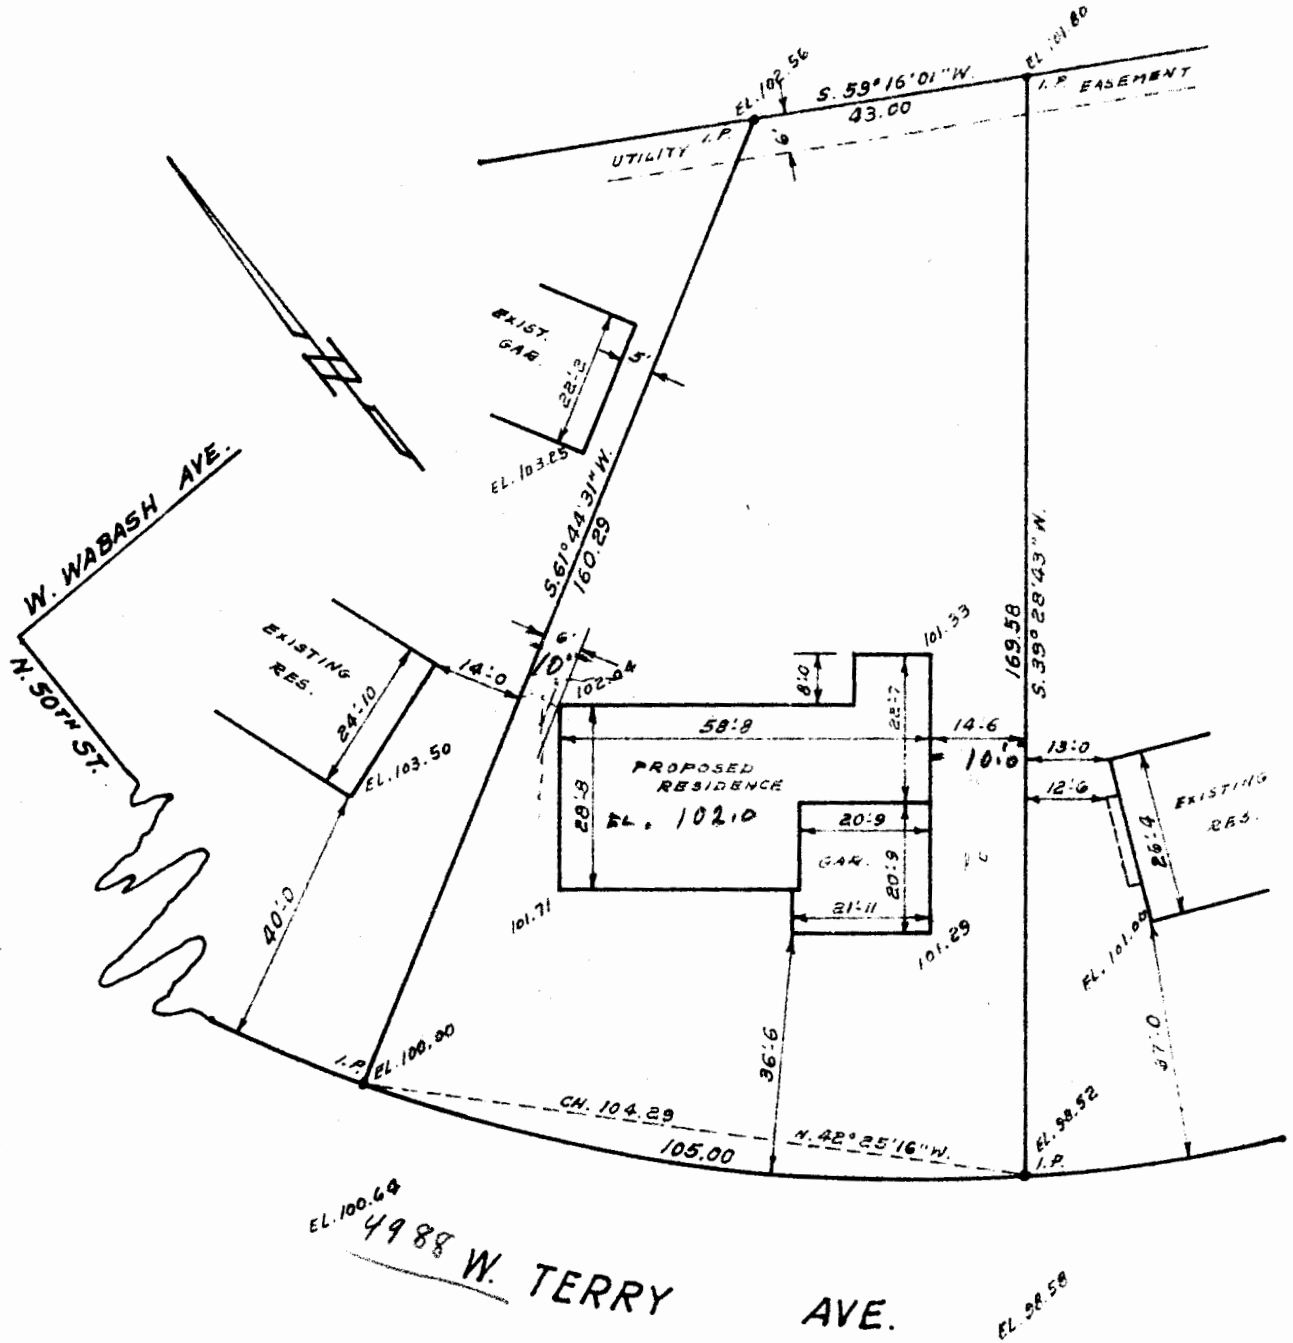 EL. 101.80
EL. 102.56
S. 59° 16' 01" W.
43.00
I.P. EASEMENT
UTILITY I.P.
6'
EXIST.
GAR.
22'-2
5'
EL. 103.25
S. 61° 44' 31" W.
160.29
W. WABASH AVE.
N. 50TH ST.
169.58
S. 39° 28' 43" W.
EXISTING
RES.
24'-10
EL. 103.50
14'-0
6'
10'
102.04
101.33
8'-0
22'-7
58'-8
14'-6
10'0
13'-0
12'-6
PROPOSED
RESIDENCE
EL. 102.0
28'-8
20'-9
GAR.
20'-9
21'-11
101.71
101.29
EXISTING
RES.
26'-4
EL. 101.00
40'-0
36'-6
37'-0
I.P.
EL. 100.90
CH. 104.29
N. 42° 25' 16" W.
105.00
EL. 98.52
I.P.
EL. 100.64
4988 W. TERRY AVE.
EL. 98.58